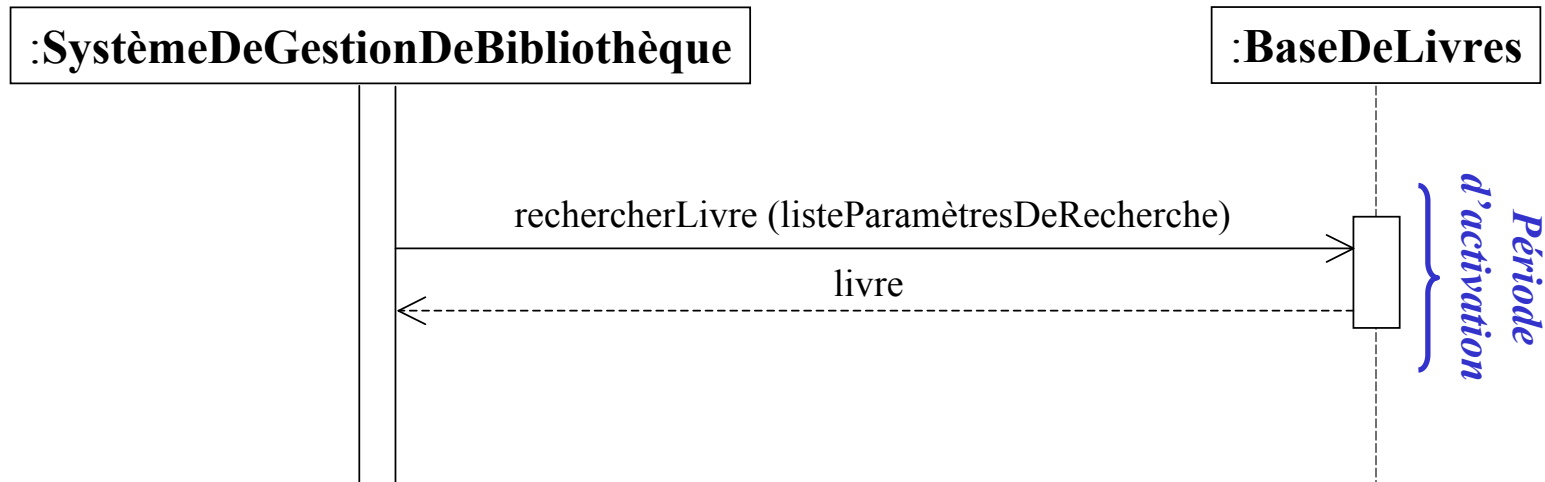 :SystèmeDeGestionDeBibliothèque
:BaseDeLivres
rechercherLivre (listeParamètresDeRecherche)
livre
Période
d'activation